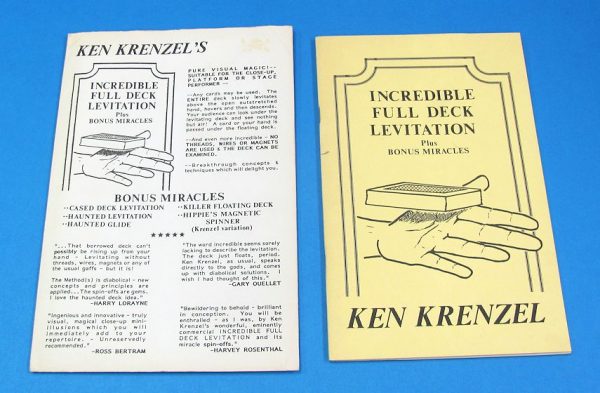 KEN KRENZEL'S
INCREDIBLE
FULL DECK
LEVITATION
Plus
BONUS MIRACLES
PURE VISUAL MAGIC!--
SUITABLE FOR THE CLOSE-UP,
PLATFORM OR STAGE
PERFORMER --
--Any cards may be used. The
ENTIRE deck slowly levitates
above the open outstretched
hand, hovers and then descends.
Your audience can look under the
levitating deck and see nothing
but air! A card or your hand is
passed under the floating deck.
--And even more incredible - NO
THREADS, WIRES OR MAGNETS
ARE USED & THE DECK CAN BE
EXAMINED.
--Breakthrough concepts &
techniques which will delight you.
BONUS MIRACLES
··CASED DECK LEVITATION
··HAUNTED LEVITATION
··HAUNTED GLIDE
··KILLER FLOATING DECK
··HIPPIE'S MAGNETIC
SPINNER
(Krenzel variation)
★★★★★
"...That borrowed deck can't
possibly be rising up from your
hand - Levitating without
threads, wires, magnets or any of
the usual gaffs - but it is!
The Method(s) is diabolical - new
concepts and principles are
applied...The spin-offs are gems.
I love the haunted deck idea."
-HARRY LORAYNE
"Ingenious and innovative - truly
visual, magical close-up mini-
illusions which you will
immediately add to your
repertoire. - Unreservedly
recommended."
-ROSS BERTRAM
"The word incredible seems sorely
lacking to describe the levitation.
The deck just floats, period.
Ken Krenzel, as usual, speaks
directly to the gods, and comes
up with diabolical solutions. I
wish I had thought of this."
-GARY OUELLET
"Bewildering to behold - brilliant
in conception. You will be
enthralled - as I was, by Ken
Krenzel's wonderful, eminently
commercial INCREDIBLE FULL
DECK LEVITATION and its
miracle spin-offs."
-HARVEY ROSENTHAL
INCREDIBLE
FULL DECK
LEVITATION
Plus
BONUS MIRACLES
KEN KRENZEL